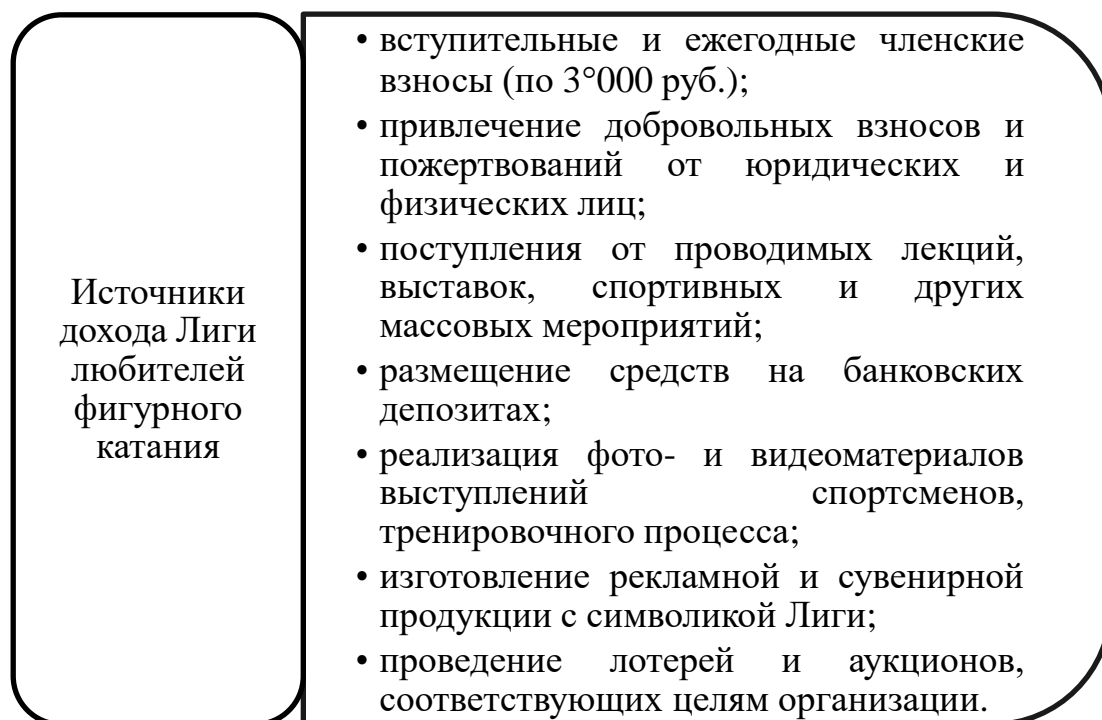 Источники
дохода Лиги
любителей
фигурного
катания
• вступительные и ежегодные членские
взносы (по 3°000 руб.);
• привлечение добровольных взносов и
пожертвований от юридических и
физических лиц;
• поступления от проводимых лекций,
выставок, спортивных и других
массовых мероприятий;
• размещение средств на банковских
депозитах;
• реализация фото- и видеоматериалов
выступлений спортсменов,
тренировочного процесса;
• изготовление рекламной и сувенирной
продукции с символикой Лиги;
• проведение лотерей и аукционов,
соответствующих целям организации.